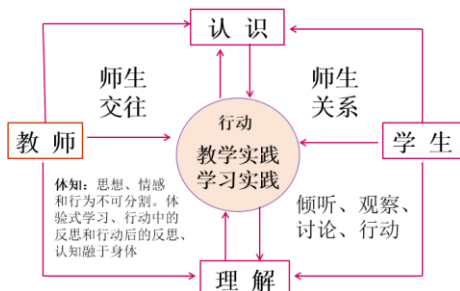 认 识
师生
交往
师生
关系
行动
教学实践
学习实践
教 师
学 生
体知：思想、情感
和行为不可分割。体
验式学习、行动中的
反思和行动后的反思、
认知融于身体
倾听、观察、
讨论、行动
理 解